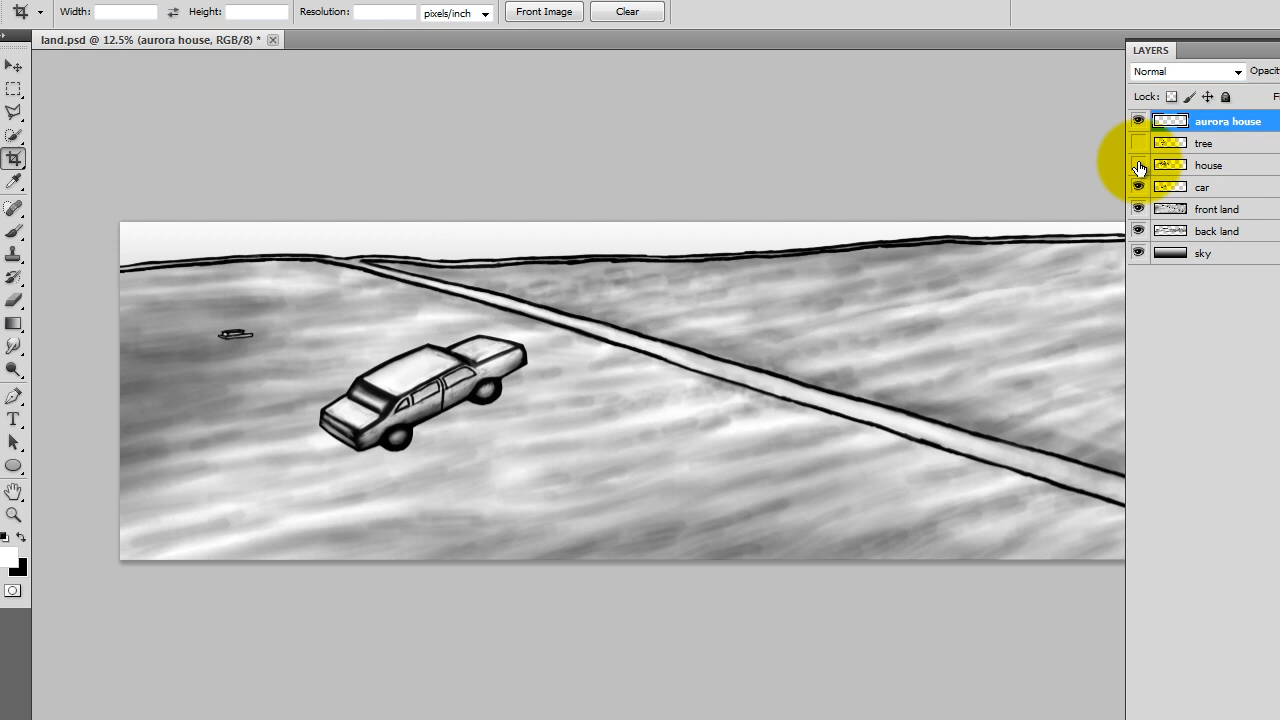 Width: Height: Resolution: pixels/inch Front Image Clear
land.psd @ 12.5% (aurora house, RGB/8) *
LAYERS
Normal Opacit
Lock: F
aurora house
tree
house
car
front land
back land
sky
T